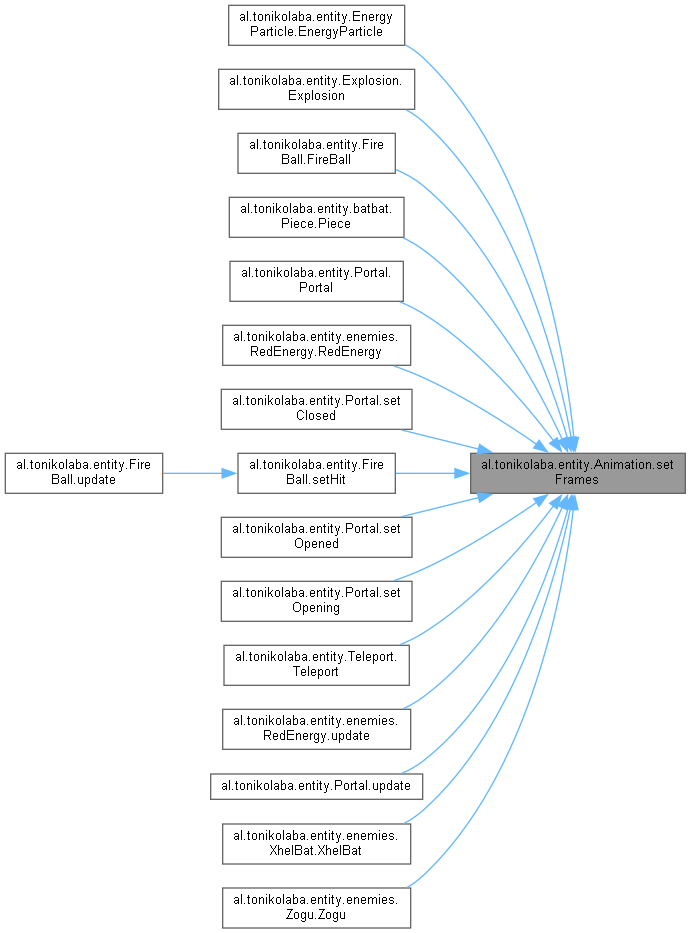 al.tonikolaba.entity.Energy
Particle.EnergyParticle
al.tonikolaba.entity.Explosion.
Explosion
al.tonikolaba.entity.Fire
Ball.FireBall
al.tonikolaba.entity.batbat.
Piece.Piece
al.tonikolaba.entity.Portal.
Portal
al.tonikolaba.entity.enemies.
RedEnergy.RedEnergy
al.tonikolaba.entity.Portal.set
Closed
al.tonikolaba.entity.Fire
Ball.update
al.tonikolaba.entity.Fire
Ball.setHit
al.tonikolaba.entity.Animation.set
Frames
al.tonikolaba.entity.Portal.set
Opened
al.tonikolaba.entity.Portal.set
Opening
al.tonikolaba.entity.Teleport.
Teleport
al.tonikolaba.entity.enemies.
RedEnergy.update
al.tonikolaba.entity.Portal.update
al.tonikolaba.entity.enemies.
XhelBat.XhelBat
al.tonikolaba.entity.enemies.
Zogu.Zogu